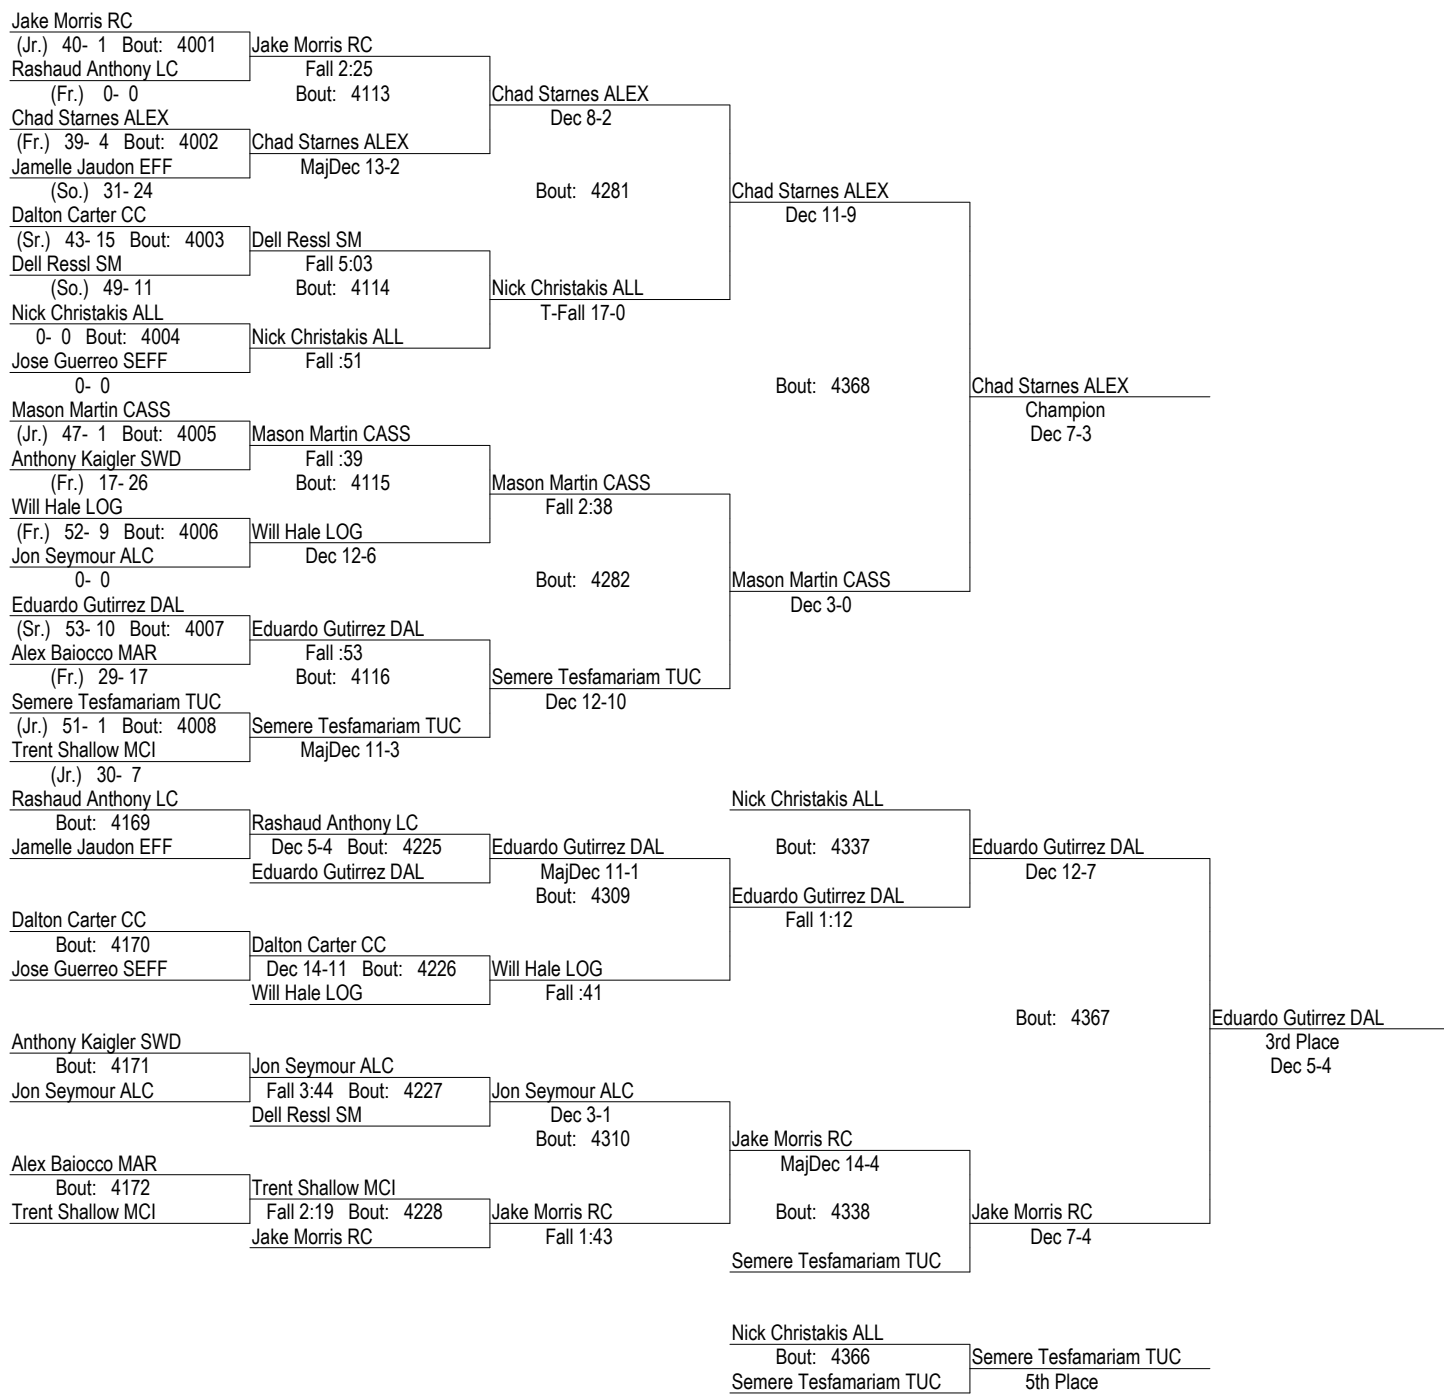 Jake Morris RC
(Jr.) 40- 1 Bout: 4001 Jake Morris RC
Rashaud Anthony LC Fall 2:25
(Fr.) 0- 0 Bout: 4113 Chad Starnes ALEX
Chad Starnes ALEX Dec 8-2
(Fr.) 39- 4 Bout: 4002 Chad Starnes ALEX
Jamelle Jaudon EFF MajDec 13-2
(So.) 31- 24 Bout: 4281 Chad Starnes ALEX
Dalton Carter CC Dec 11-9
(Sr.) 43- 15 Bout: 4003 Dell Ressl SM
Dell Ressl SM Fall 5:03
(So.) 49- 11 Bout: 4114 Nick Christakis ALL
Nick Christakis ALL T-Fall 17-0
0- 0 Bout: 4004 Nick Christakis ALL
Jose Guerreo SEFF Fall :51
0- 0 Bout: 4368 Chad Starnes ALEX
Mason Martin CASS Champion
(Jr.) 47- 1 Bout: 4005 Mason Martin CASS Dec 7-3
Anthony Kaigler SWD Fall :39
(Fr.) 17- 26 Bout: 4115 Mason Martin CASS
Will Hale LOG Fall 2:38
(Fr.) 52- 9 Bout: 4006 Will Hale LOG
Jon Seymour ALC Dec 12-6
0- 0 Bout: 4282 Mason Martin CASS
Eduardo Gutirrez DAL Dec 3-0
(Sr.) 53- 10 Bout: 4007 Eduardo Gutirrez DAL
Alex Baiocco MAR Fall :53
(Fr.) 29- 17 Bout: 4116 Semere Tesfamariam TUC
Semere Tesfamariam TUC Dec 12-10
(Jr.) 51- 1 Bout: 4008 Semere Tesfamariam TUC
Trent Shallow MCI MajDec 11-3
(Jr.) 30- 7
Rashaud Anthony LC Nick Christakis ALL
Bout: 4169 Rashaud Anthony LC
Jamelle Jaudon EFF Dec 5-4 Bout: 4225 Eduardo Gutirrez DAL Bout: 4337 Eduardo Gutirrez DAL
Eduardo Gutirrez DAL MajDec 11-1 Dec 12-7
Bout: 4309 Eduardo Gutirrez DAL
Dalton Carter CC Fall 1:12
Bout: 4170 Dalton Carter CC
Jose Guerreo SEFF Dec 14-11 Bout: 4226 Will Hale LOG
Will Hale LOG Fall :41
Bout: 4367 Eduardo Gutirrez DAL
Anthony Kaigler SWD 3rd Place
Bout: 4171 Jon Seymour ALC Dec 5-4
Jon Seymour ALC Fall 3:44 Bout: 4227 Jon Seymour ALC
Dell Ressl SM Dec 3-1
Bout: 4310 Jake Morris RC
Alex Baiocco MAR MajDec 14-4
Bout: 4172 Trent Shallow MCI
Trent Shallow MCI Fall 2:19 Bout: 4228 Jake Morris RC Bout: 4338 Jake Morris RC
Jake Morris RC Fall 1:43 Dec 7-4
Semere Tesfamariam TUC
Nick Christakis ALL
Bout: 4366 Semere Tesfamariam TUC
Semere Tesfamariam TUC 5th Place